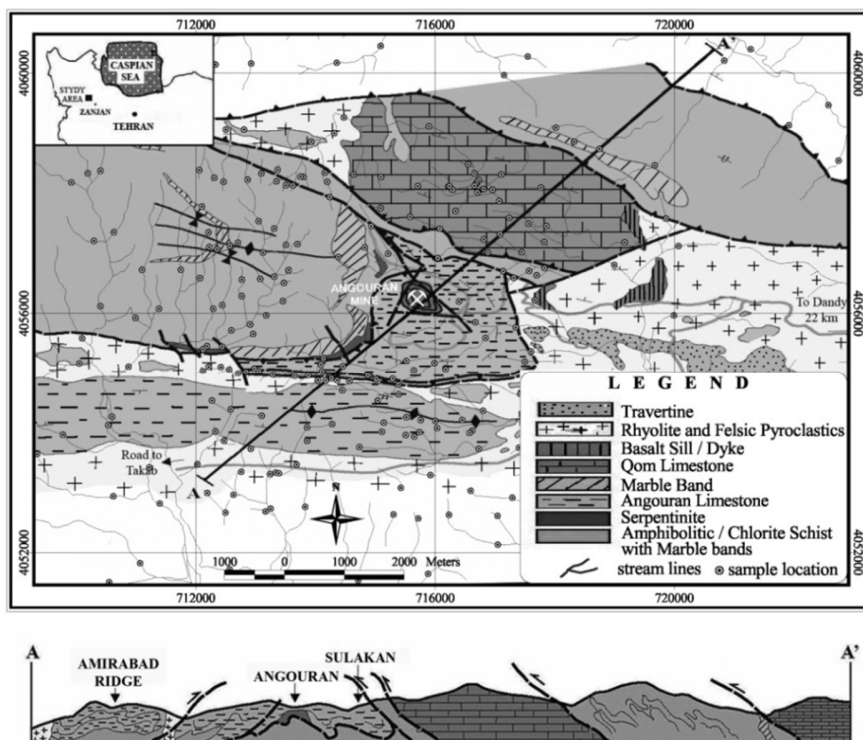 712000
716000
720000
4060000
CASPIAN
SEA
STYDY
AREA
ZANJAN
TEHRAN
A'
4060000
ANGOURAN
MINE
4056000
To Dandy
22 km
4056000
LEGEND
Travertine
Rhyolite and Felsic Pyroclastics
Basalt Sill / Dyke
Qom Limestone
Marble Band
Angouran Limestone
Serpentinite
Amphibolitic / Chlorite Schist
with Marble bands
stream lines
sample location
Road to
Takab
A
N
4052000
1000 0 1000 2000 Meters
4052000
712000
716000
720000
A
AMIRABAD
RIDGE
ANGOURAN
SULAKAN
A'